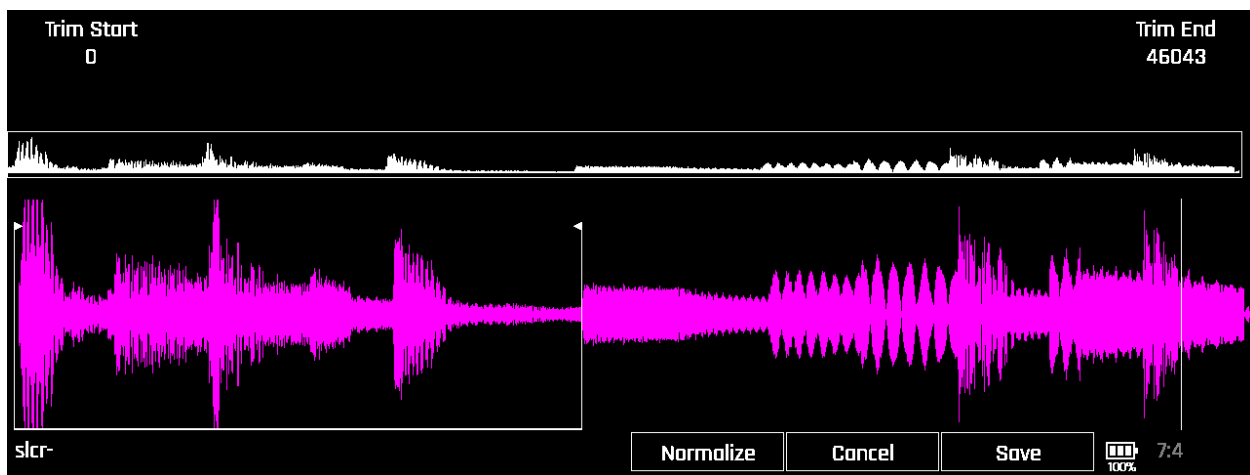 Trim Start
0
Trim End
46043
slcr-
Normalize
Cancel
Save
100%
7:4